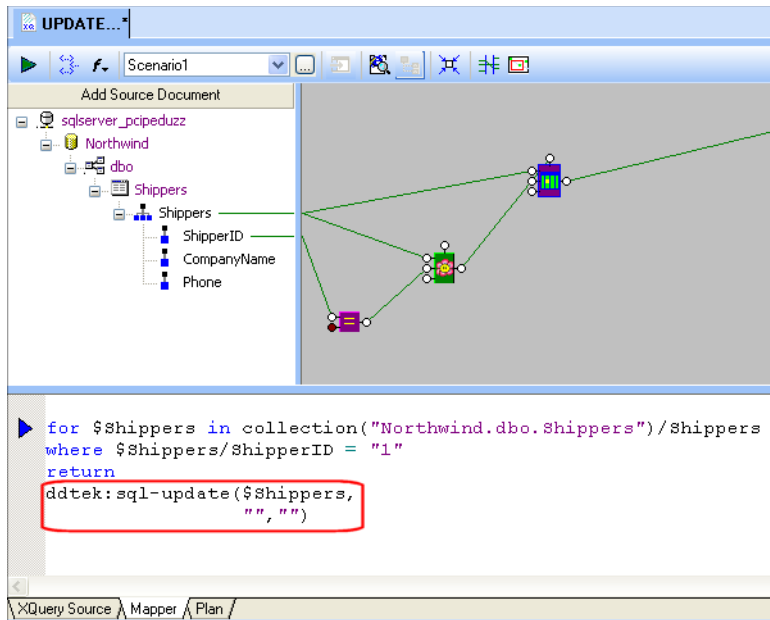 UPDATE...*
Scenario1
Add Source Document
sqlserver_pcipeduzz
Northwind
dbo
Shippers
Shippers
ShipperID
CompanyName
Phone
for $Shippers in collection("Northwind.dbo.Shippers")/Shippers
where $Shippers/ShipperID = "1"
return
ddtek:sql-update($Shippers,
"","")
XQuery Source Mapper Plan